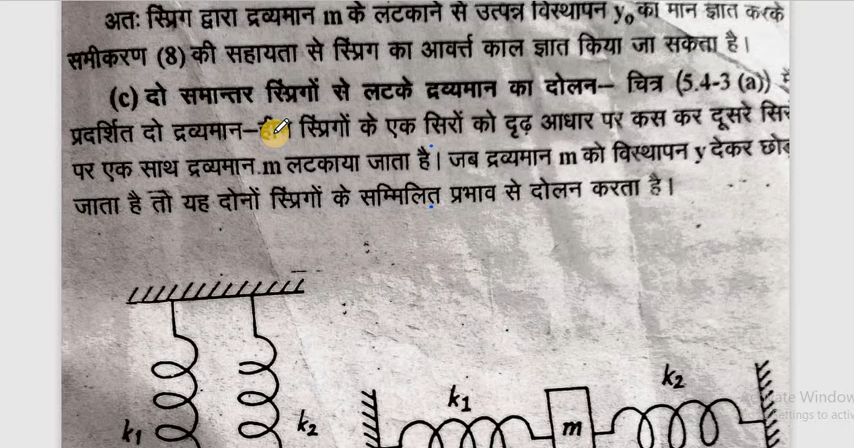 अतः स्प्रिंग द्वारा द्रव्यमान m के लटकाने से उत्पन्न विस्थापन y₀ का मान ज्ञात करके
समीकरण (8) की सहायता से स्प्रिंग का आवर्त्त काल ज्ञात किया जा सकता है।
(c) दो समान्तर स्प्रिंगों से लटके द्रव्यमान का दोलन– चित्र (5.4-3 (a)) में
प्रदर्शित दो द्रव्यमान– स्प्रिंगों के एक सिरों को दृढ़ आधार पर कस कर दूसरे
पर एक साथ द्रव्यमान m लटकाया जाता है। जब द्रव्यमान m को विस्थापन y देकर
जाता है तो यह दोनों स्प्रिंगों के सम्मिलित प्रभाव से दोलन करता है।
k₁ k₂
k₁ m k₂